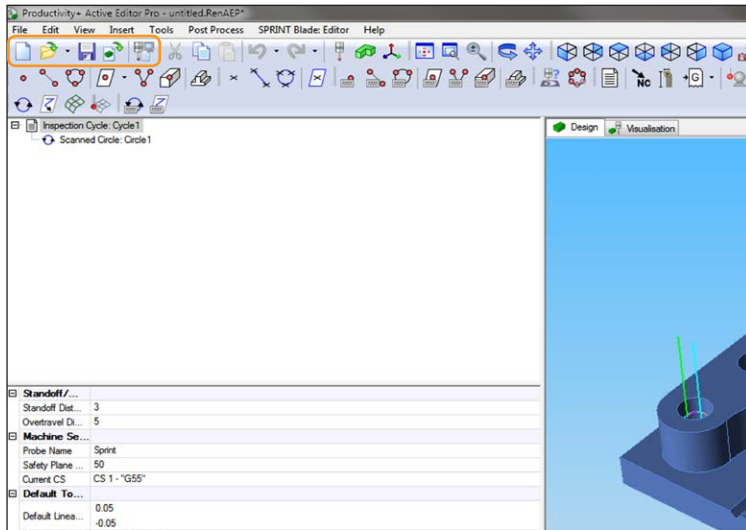 Productivity+ Active Editor Pro - untitled.RenAEP*
File Edit View Insert Tools Post Process SPRINT Blade: Editor Help
NC
G
Inspection Cycle: Cycle1
Scanned Circle: Circle1
Design Visualisation
Standoff/...
Standoff Dist... 3
Overtravel Di... 5
Machine Se...
Probe Name Sprint
Safety Plane ... 50
Current CS CS 1 - "G55"
Default To...
Default Linea... 0.05
-0.05